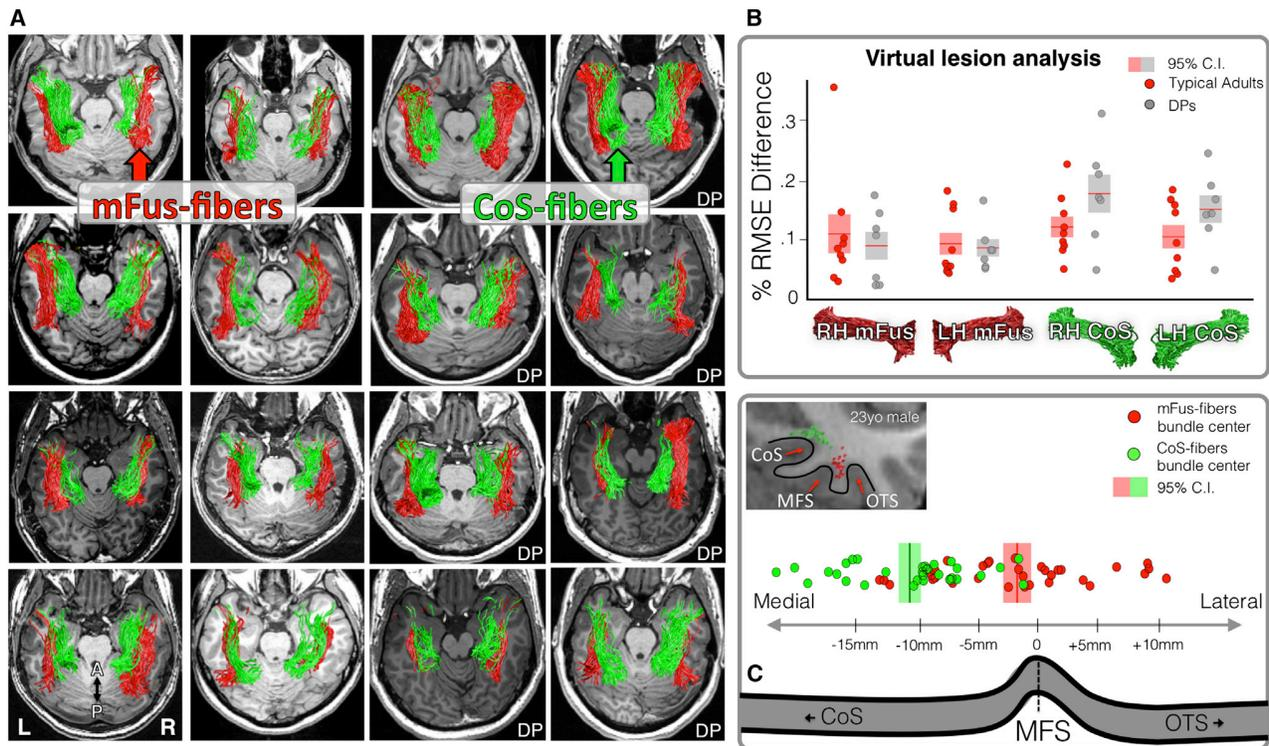 A
DP
mFus-fibers
CoS-fibers
DP
DP
DP
DP
A
P
L
R
DP
DP
B
Virtual lesion analysis
95% C.I.
Typical Adults
DPs
% RMSE Difference
.3
.2
.1
0
RH mFus
LH mFus
RH CoS
LH CoS
23yo male
CoS
MFS
OTS
mFus-fibers
bundle center
CoS-fibers
bundle center
95% C.I.
Medial
Lateral
-15mm
-10mm
-5mm
0
+5mm
+10mm
C
CoS
MFS
OTS